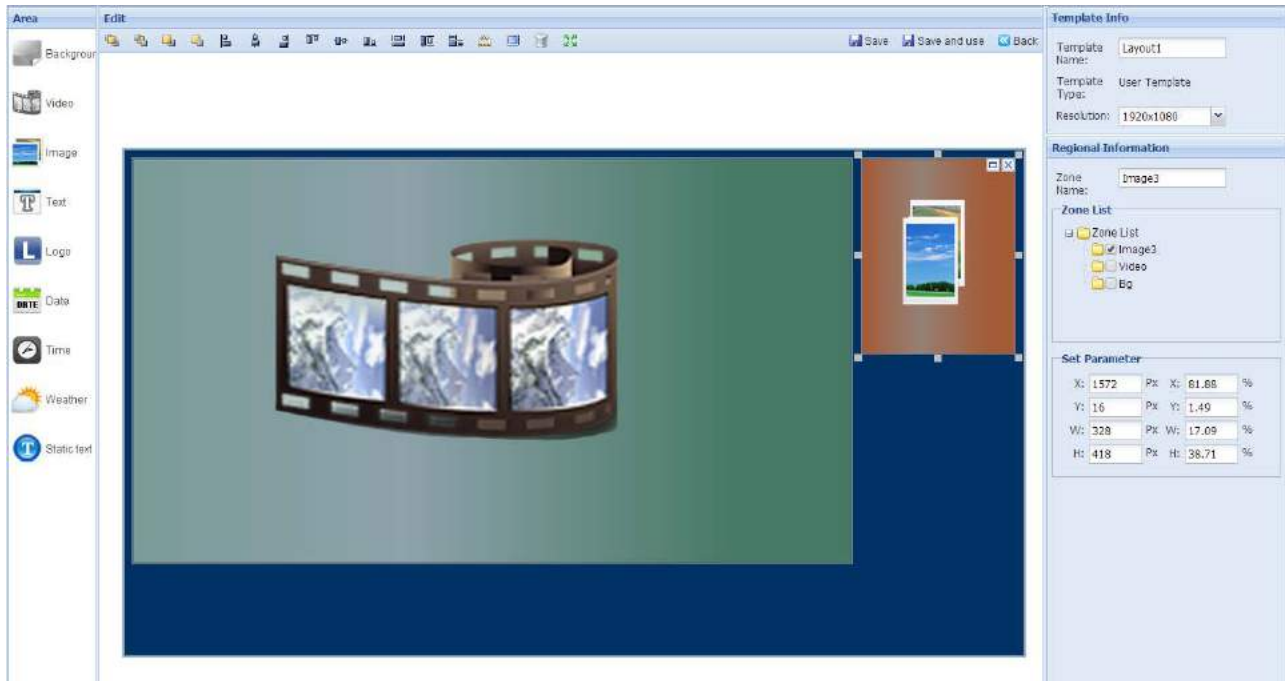 Area
Backgrour
Video
Image
T Text
L Logo
DATE Date
Time
Weather
T Static text
Edit
Save Save and use Back
Template Info
Template Name: Layout1
Template Type: User Template
Resolution: 1920x1080
Regional Information
Zone Name: Image3
Zone List
Zone List
Image3
Video
Bg
Set Parameter
X: 1572 Px X: 81.88 %
Y: 16 Px Y: 1.49 %
W: 328 Px W: 17.09 %
H: 418 Px H: 38.71 %